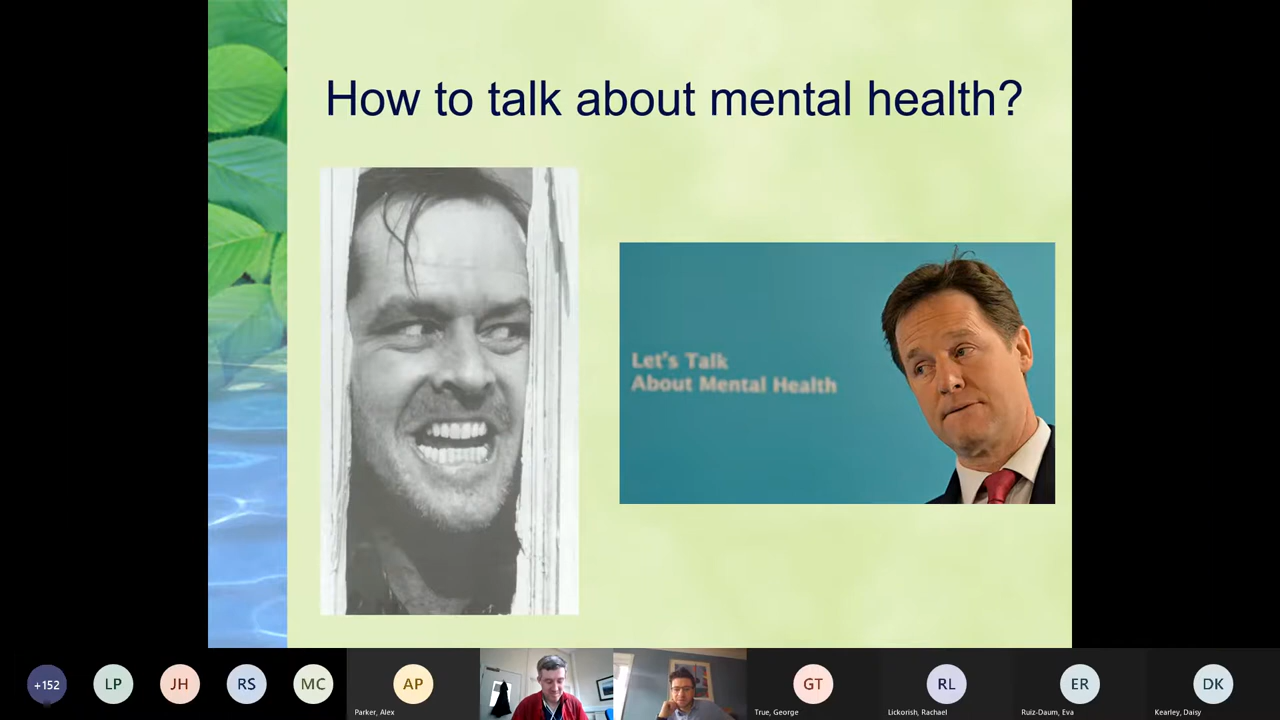 How to talk about mental health?
Let's Talk
About Mental Health
+152
LP
JH
RS
MC
AP
GT
RL
ER
DK
Parker, Alex
True, George
Lickorish, Rachael
Ruiz-Daum, Eva
Kearley, Daisy